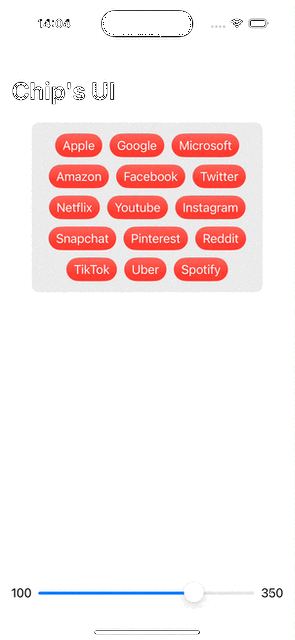 14:04
Chip's UI
Apple Google Microsoft
Amazon Facebook Twitter
Netflix Youtube Instagram
Snapchat Pinterest Reddit
TikTok Uber Spotify
100 350